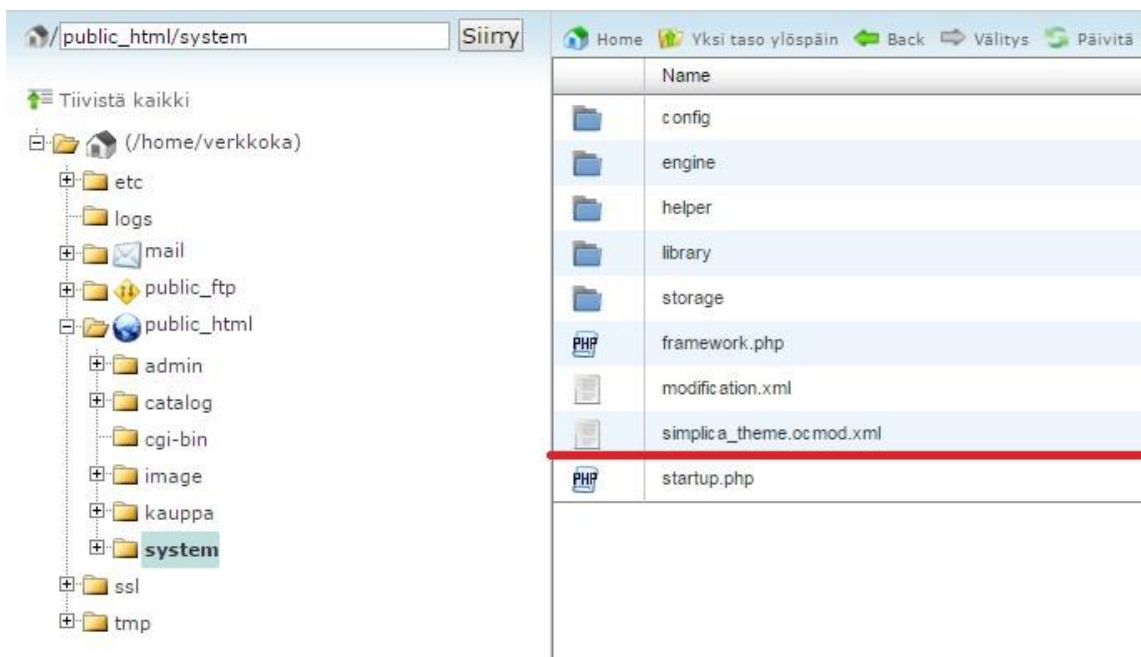 / public_html/system Siirry
Home Yksi taso ylöspäin Back Välitys Päivitä
Tiivistä kaikki
(/home/verkkoka)
etc
logs
mail
public_ftp
public_html
admin
catalog
cgi-bin
image
kauppa
system
ssl
tmp
Name
config
engine
helper
library
storage
PHP framework.php
modification.xml
simplica_theme.ocmod.xml
PHP startup.php